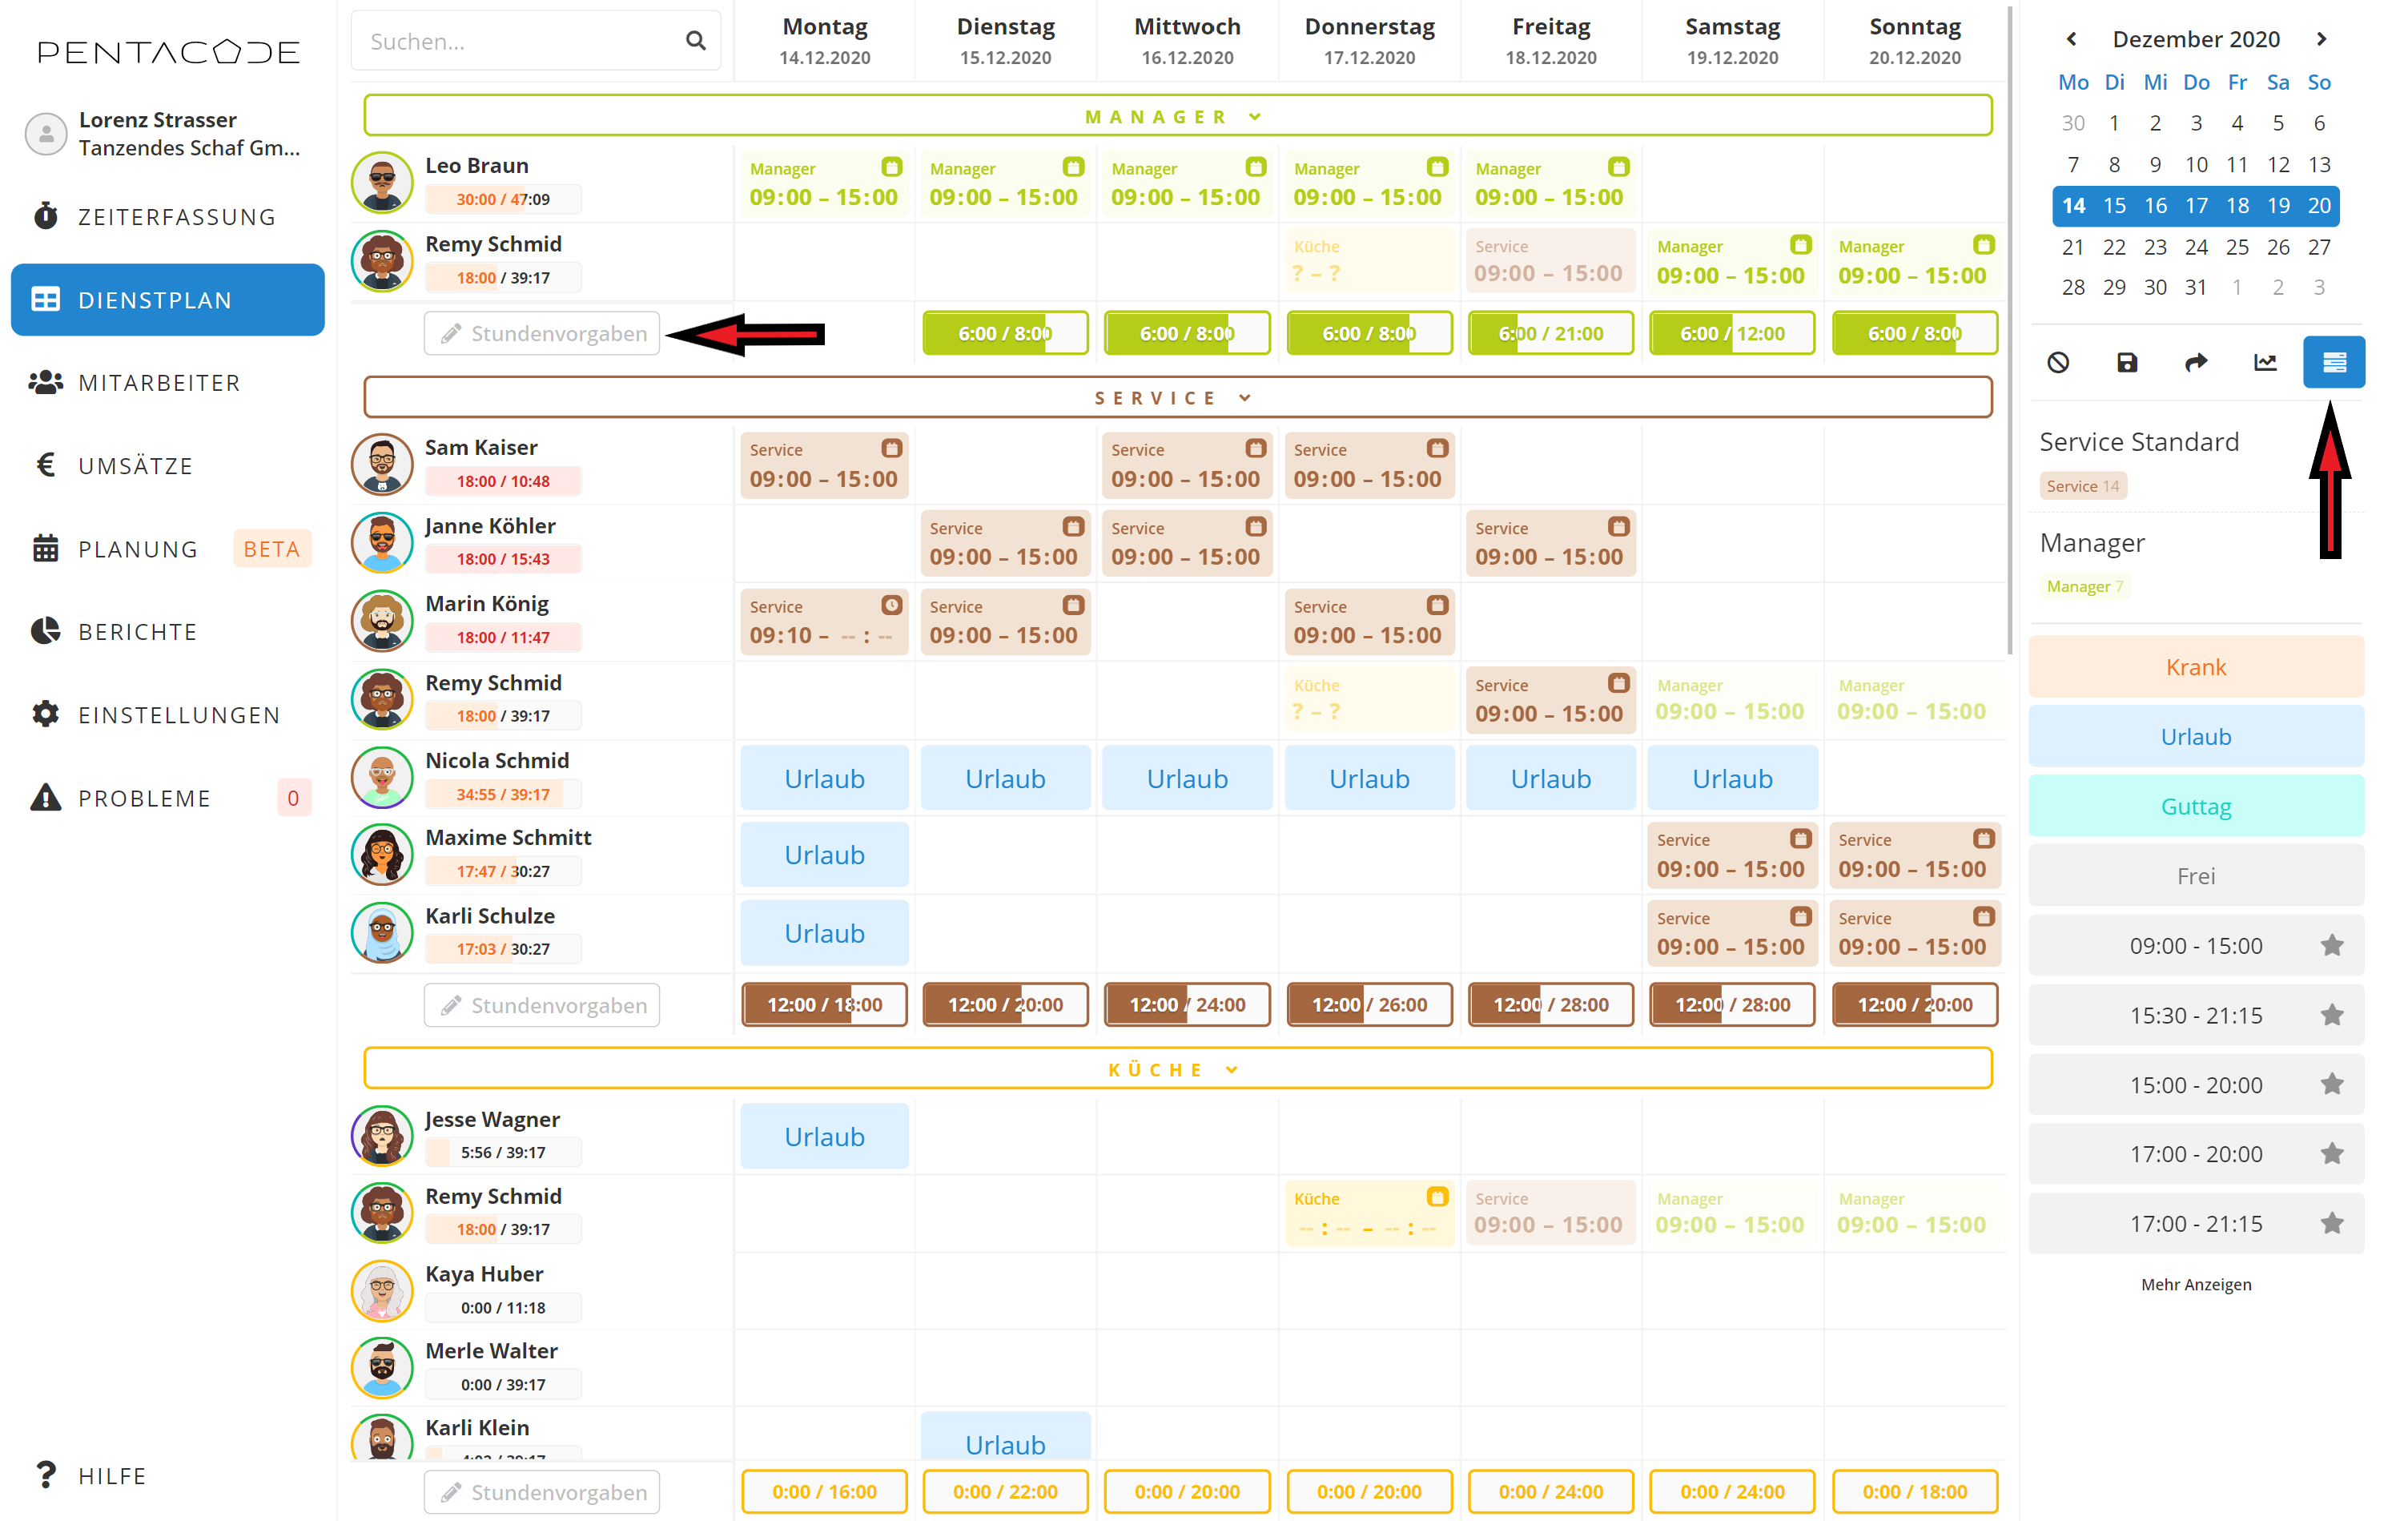 PENTACODE
Lorenz Strasser
Tanzendes Schaf Gm...
ZEITERFASSUNG
DIENSTPLAN
MITARBEITER
UMSÄTZE
PLANUNG BETA
BERICHTE
EINSTELLUNGEN
PROBLEME 0
HILFE
Suchen...
Montag Dienstag Mittwoch Donnerstag Freitag Samstag Sonntag
14.12.2020 15.12.2020 16.12.2020 17.12.2020 18.12.2020 19.12.2020 20.12.2020
MANAGER
Leo Braun
30:00 / 47:09
Manager Manager Manager Manager Manager
09:00 – 15:00 09:00 – 15:00 09:00 – 15:00 09:00 – 15:00 09:00 – 15:00
Remy Schmid
18:00 / 39:17
Küche Service Manager Manager
? – ? 09:00 – 15:00 09:00 – 15:00 09:00 – 15:00
Stundenvorgaben 6:00 / 8:00 6:00 / 8:00 6:00 / 8:00 6:00 / 21:00 6:00 / 12:00 6:00 / 8:00
SERVICE
Sam Kaiser
18:00 / 10:48
Service Service Service
09:00 – 15:00 09:00 – 15:00 09:00 – 15:00
Janne Köhler
18:00 / 15:43
Service Service Service
09:00 – 15:00 09:00 – 15:00 09:00 – 15:00
Marin König
18:00 / 11:47
Service Service Service
09:10 – -- : -- 09:00 – 15:00 09:00 – 15:00
Remy Schmid
18:00 / 39:17
Küche Service Manager Manager
? – ? 09:00 – 15:00 09:00 – 15:00 09:00 – 15:00
Nicola Schmid
34:55 / 39:17
Urlaub Urlaub Urlaub Urlaub Urlaub Urlaub
Maxime Schmitt
17:47 / 30:27
Urlaub
Service Service
09:00 – 15:00 09:00 – 15:00
Karli Schulze
17:03 / 30:27
Urlaub
Service Service
09:00 – 15:00 09:00 – 15:00
Stundenvorgaben 12:00 / 18:00 12:00 / 20:00 12:00 / 24:00 12:00 / 26:00 12:00 / 28:00 12:00 / 28:00 12:00 / 20:00
KÜCHE
Jesse Wagner
5:56 / 39:17
Urlaub
Remy Schmid
18:00 / 39:17
Küche Service Manager Manager
-- : -- – -- : -- 09:00 – 15:00 09:00 – 15:00 09:00 – 15:00
Kaya Huber
0:00 / 11:18
Merle Walter
0:00 / 39:17
Karli Klein
Urlaub
Stundenvorgaben 0:00 / 16:00 0:00 / 22:00 0:00 / 20:00 0:00 / 20:00 0:00 / 24:00 0:00 / 24:00 0:00 / 18:00
Dezember 2020
Mo Di Mi Do Fr Sa So
30 1 2 3 4 5 6
7 8 9 10 11 12 13
14 15 16 17 18 19 20
21 22 23 24 25 26 27
28 29 30 31 1 2 3
Service Standard
Service 14
Manager
Manager 7
Krank
Urlaub
Guttag
Frei
09:00 - 15:00
15:30 - 21:15
15:00 - 20:00
17:00 - 20:00
17:00 - 21:15
Mehr Anzeigen